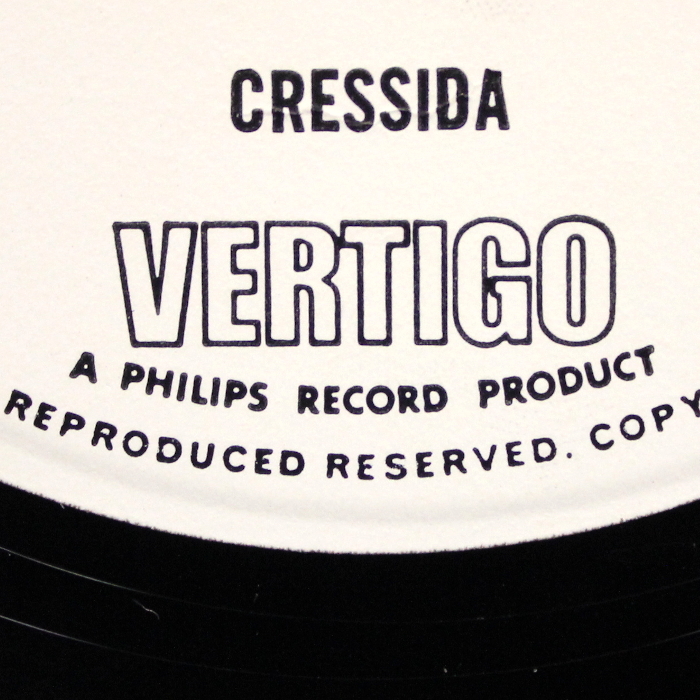 CRESSIDA
VERTIGO
A PHILIPS RECORD PRODUCT
REPRODUCED RESERVED. COPY